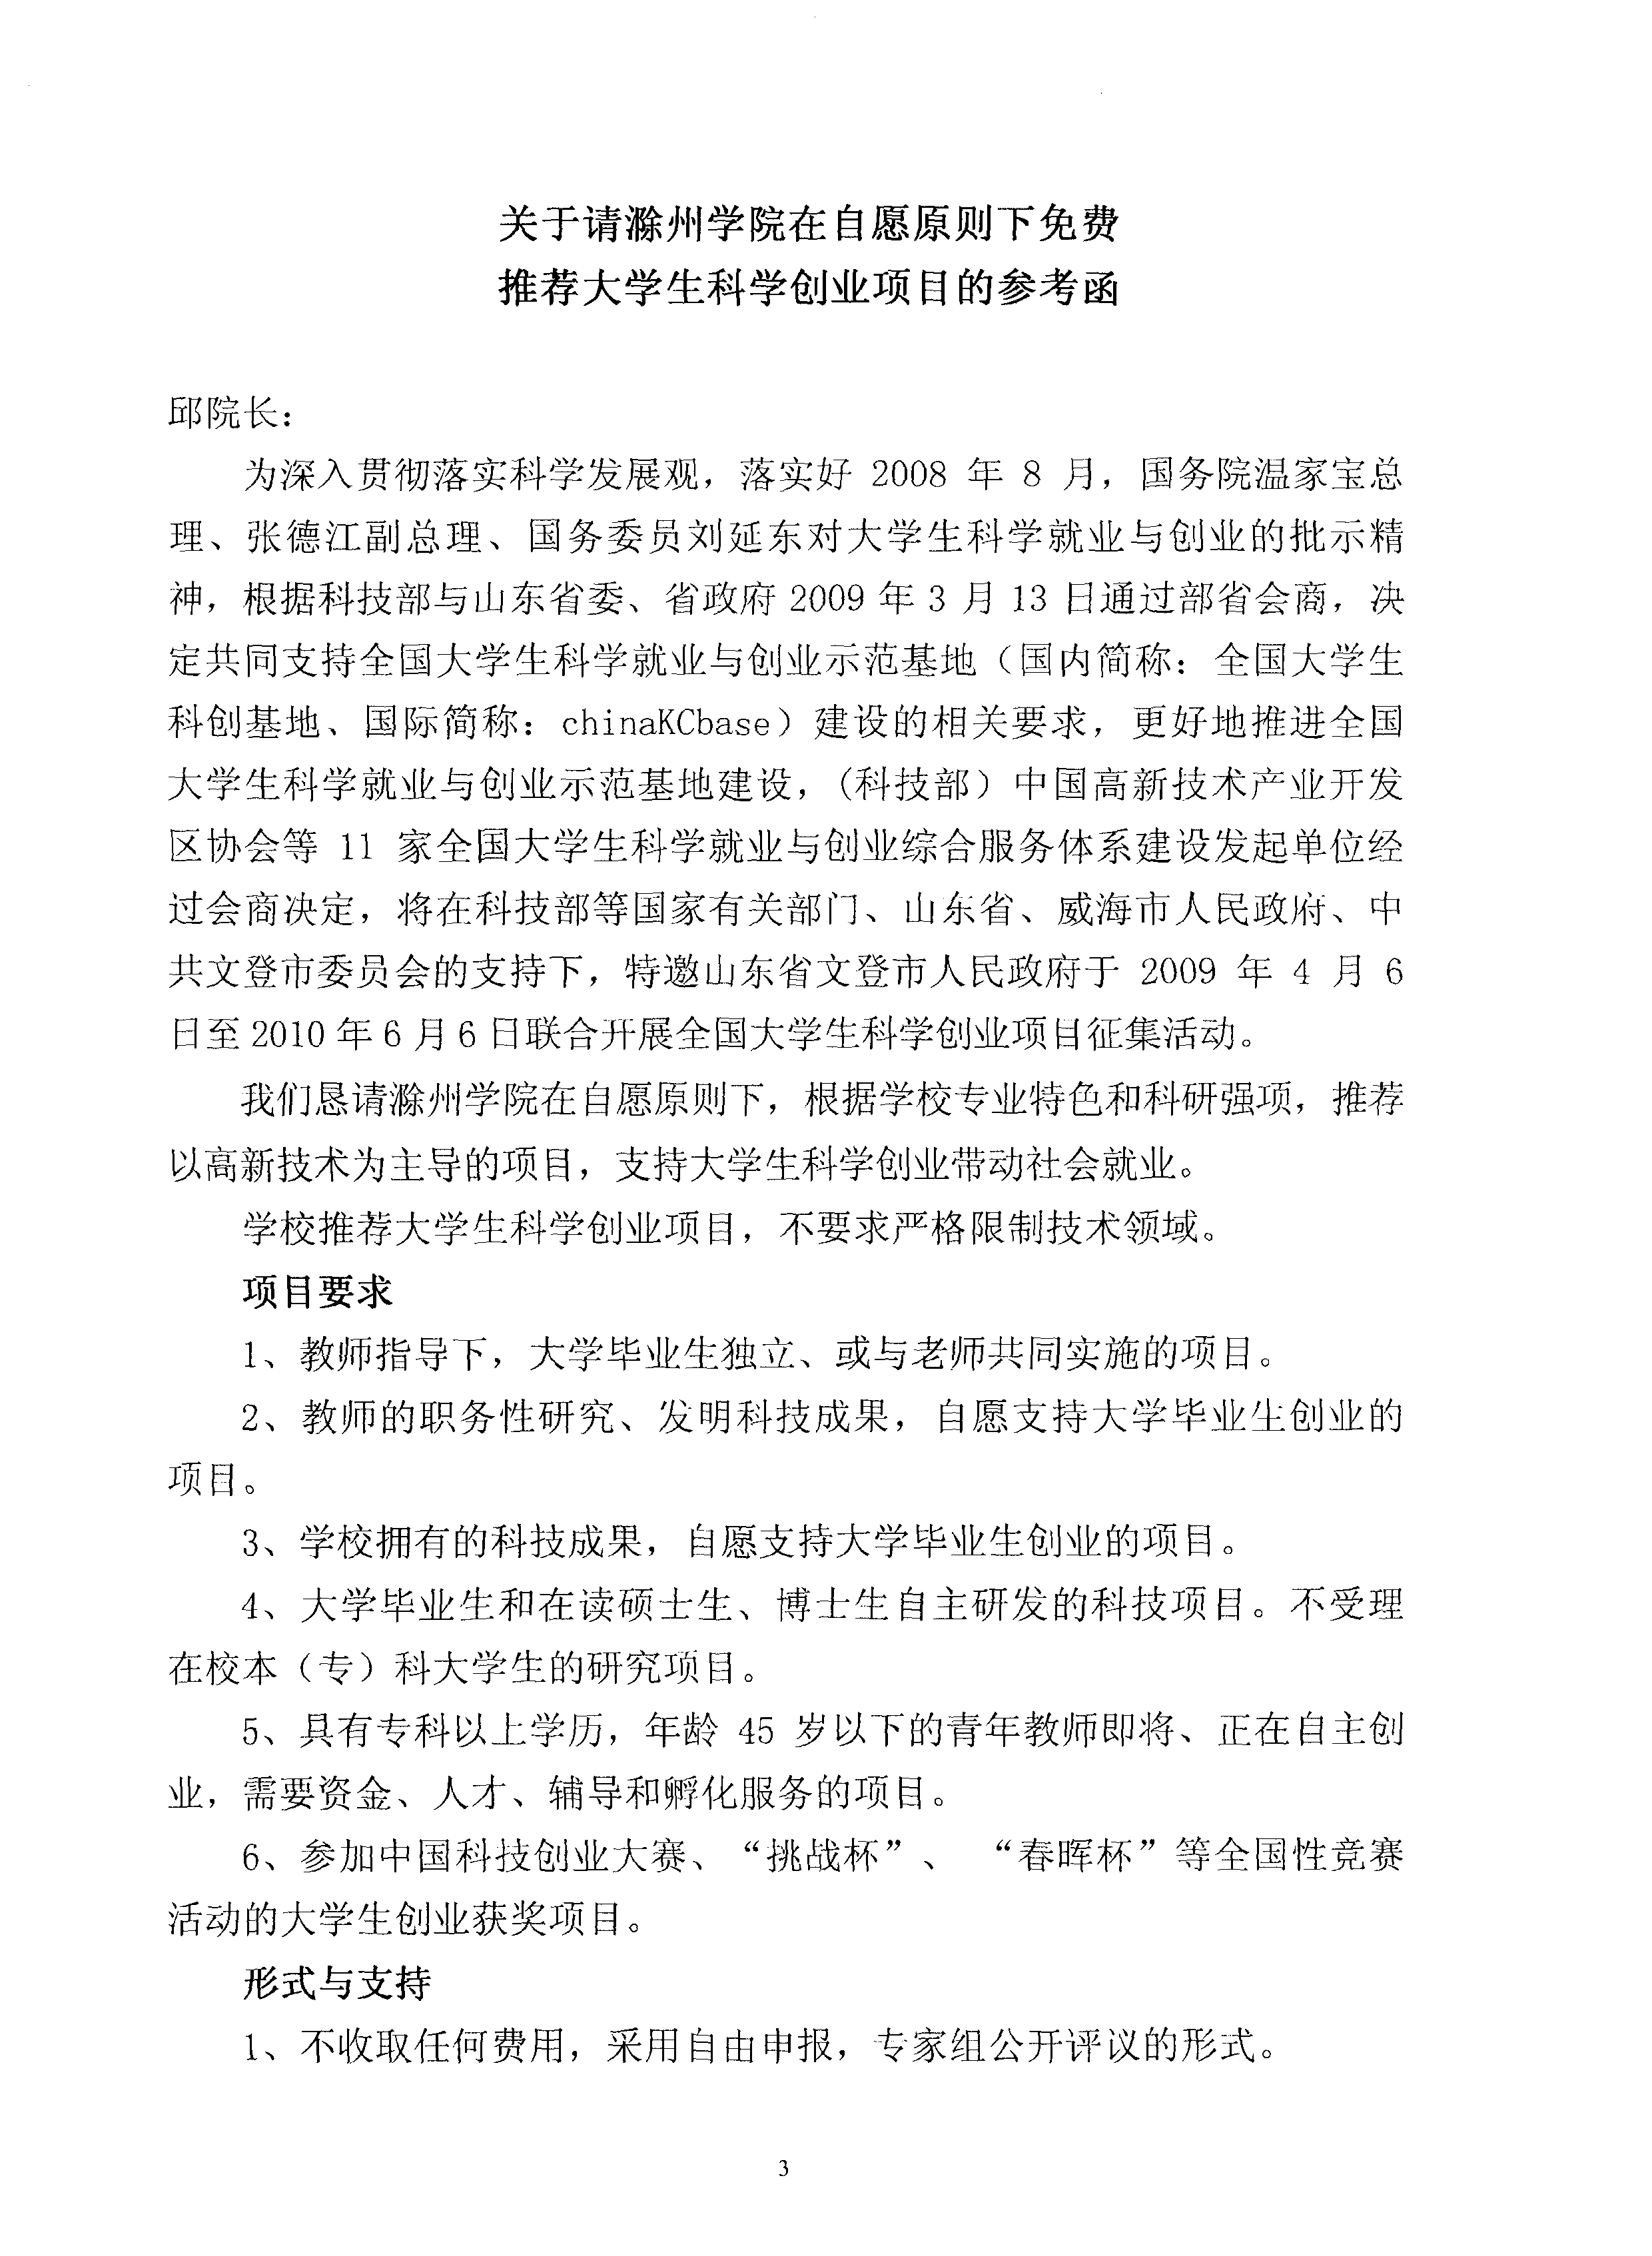 关于请滁州学院在自愿原则下免费
推荐大学生科学创业项目的参考函
邱院长：
为深入贯彻落实科学发展观，落实好 2008 年 8 月，国务院温家宝总
理、张德江副总理、国务委员刘延东对大学生科学就业与创业的批示精
神，根据科技部与山东省委、省政府 2009 年 3 月 13 日通过部省会商，决
定共同支持全国大学生科学就业与创业示范基地（国内简称：全国大学生
科创基地、国际简称：chinaKCbase）建设的相关要求，更好地推进全国
大学生科学就业与创业示范基地建设，(科技部）中国高新技术产业开发
区协会等 11 家全国大学生科学就业与创业综合服务体系建设发起单位经
过会商决定，将在科技部等国家有关部门、山东省、威海市人民政府、中
共文登市委员会的支持下，特邀山东省文登市人民政府于 2009 年 4 月 6
日至 2010 年 6 月 6 日联合开展全国大学生科学创业项目征集活动。
我们恳请滁州学院在自愿原则下，根据学校专业特色和科研强项，推荐
以高新技术为主导的项目，支持大学生科学创业带动社会就业。
学校推荐大学生科学创业项目，不要求严格限制技术领域。
项目要求
1、教师指导下，大学毕业生独立、或与老师共同实施的项目。
2、教师的职务性研究、发明科技成果，自愿支持大学毕业生创业的
项目。
3、学校拥有的科技成果，自愿支持大学毕业生创业的项目。
4、大学毕业生和在读硕士生、博士生自主研发的科技项目。不受理
在校本（专）科大学生的研究项目。
5、具有专科以上学历，年龄 45 岁以下的青年教师即将、正在自主创
业，需要资金、人才、辅导和孵化服务的项目。
6、参加中国科技创业大赛、“挑战杯”、 “春晖杯”等全国性竞赛
活动的大学生创业获奖项目。
形式与支持
1、不收取任何费用，采用自由申报，专家组公开评议的形式。
3